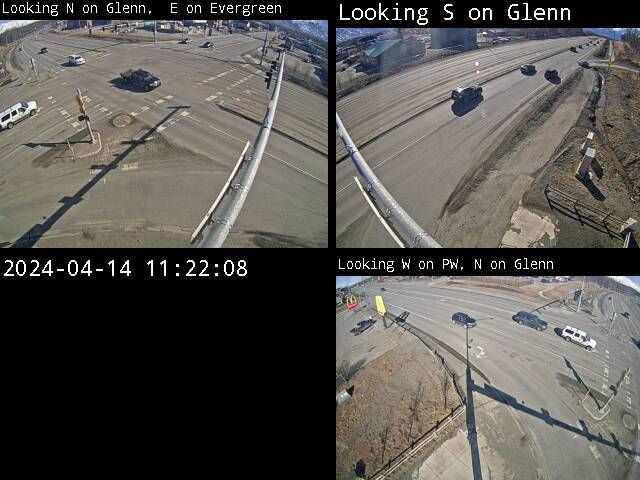 Looking N on Glenn,  E on Evergreen
Looking S on Glenn
2024-04-14 11:22:08
Looking W on PW, N on Glenn